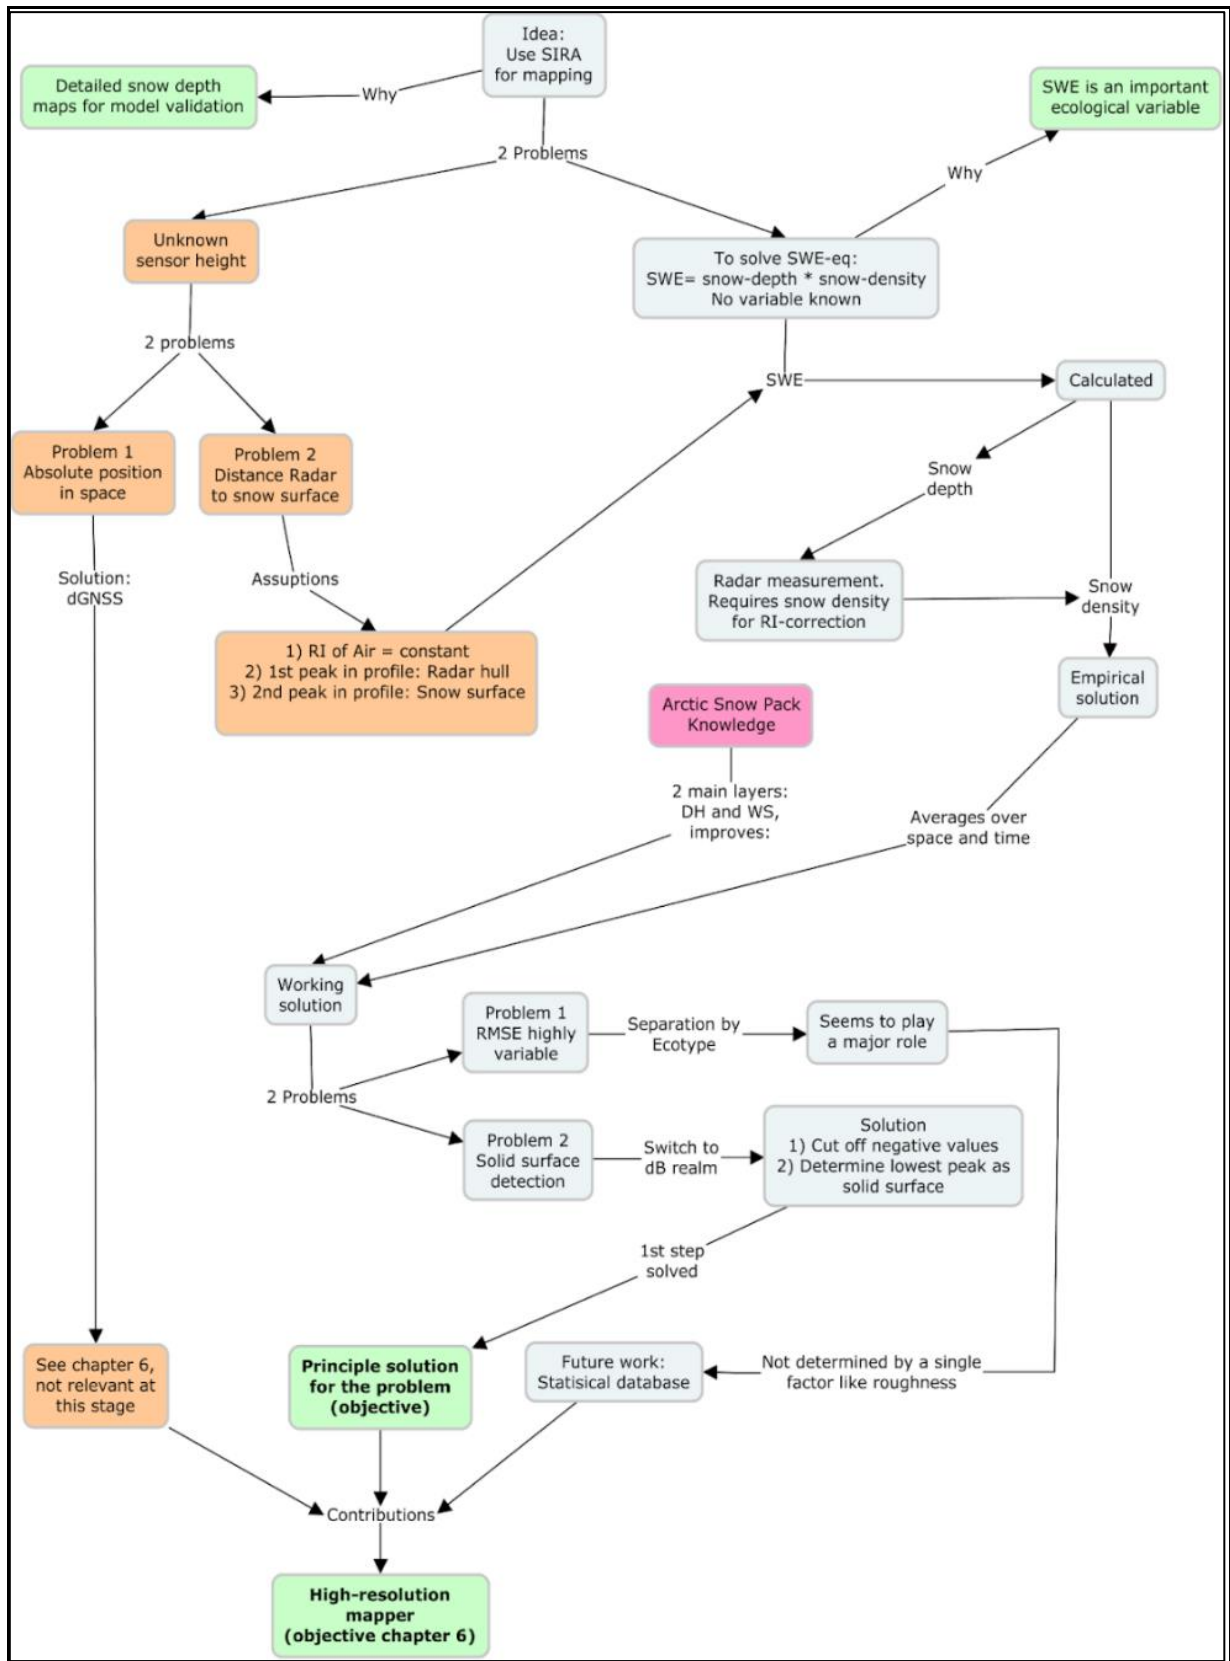 Idea:
Use SIRA
for mapping
Detailed snow depth
maps for model validation
Why
SWE is an important
ecological variable
2 Problems
Why
Unknown
sensor height
To solve SWE-eq:
SWE= snow-depth * snow-density
No variable known
2 problems
SWE
Calculated
Problem 1
Absolute position
in space
Problem 2
Distance Radar
to snow surface
Snow
depth
Solution:
dGNSS
Assuptions
Radar measurement.
Requires snow density
for RI-correction
Snow
density
1) RI of Air = constant
2) 1st peak in profile: Radar hull
3) 2nd peak in profile: Snow surface
Empirical
solution
Arctic Snow Pack
Knowledge
2 main layers:
DH and WS,
improves:
Averages over
space and time
Working
solution
Problem 1
RMSE highly
variable
Separation by
Ecotype
Seems to play
a major role
2 Problems
Problem 2
Solid surface
detection
Switch to
dB realm
Solution
1) Cut off negative values
2) Determine lowest peak as
solid surface
1st step
solved
See chapter 6,
not relevant at
this stage
Principle solution
for the problem
(objective)
Future work:
Statisical database
Not determined by a single
factor like roughness
Contributions
High-resolution
mapper
(objective chapter 6)